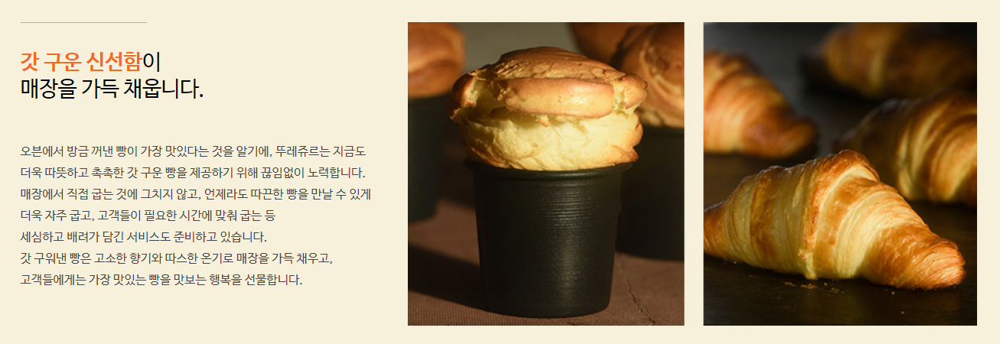 갓 구운 신선함이
매장을 가득 채웁니다.
오븐에서 방금 꺼낸 빵이 가장 맛있다는 것을 알기에, 뚜레쥬르는 지금도
더욱 따뜻하고 촉촉한 갓 구운 빵을 제공하기 위해 끊임없이 노력합니다.
매장에서 직접 굽는 것에 그치지 않고, 언제라도 따끈한 빵을 만날 수 있게
더욱 자주 굽고, 고객들이 필요한 시간에 맞춰 굽는 등
세심하고 배려가 담긴 서비스도 준비하고 있습니다.
갓 구워낸 빵은 고소한 향기와 따스한 온기로 매장을 가득 채우고,
고객들에게는 가장 맛있는 빵을 맛보는 행복을 선물합니다.